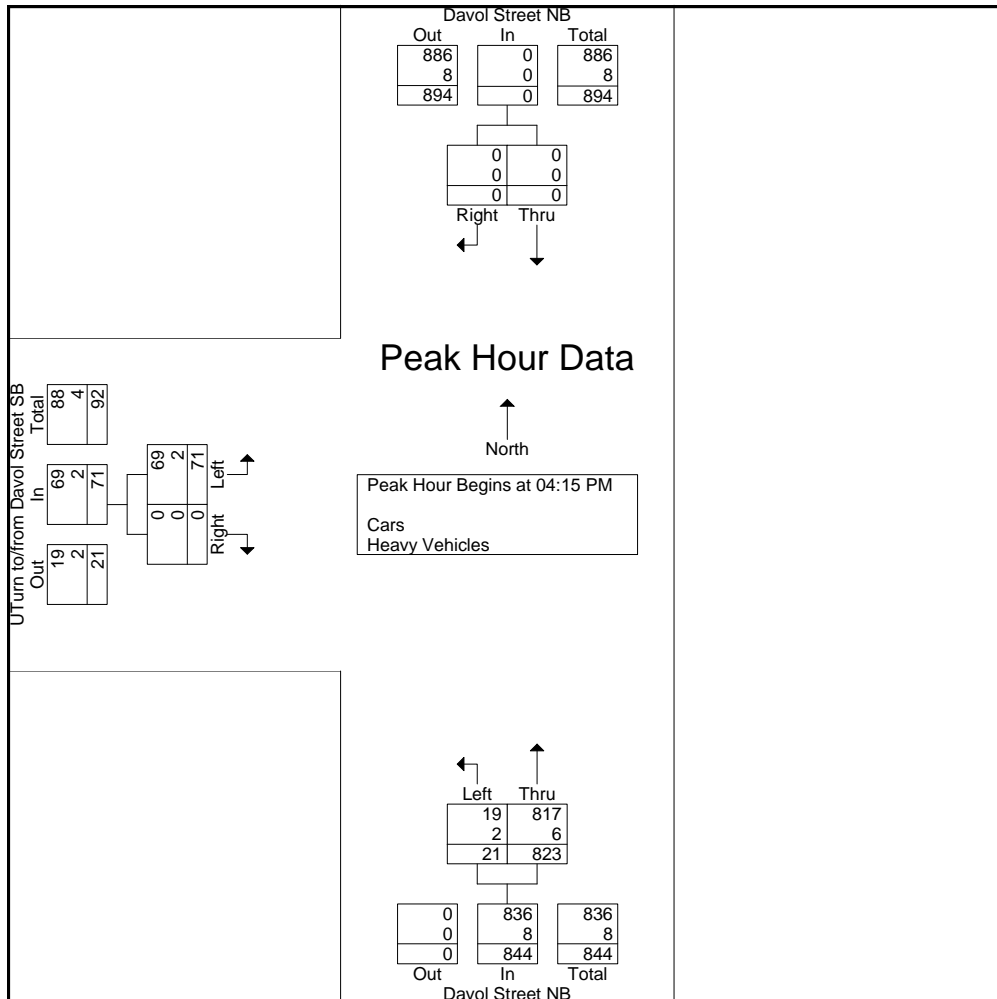 Davol Street NB
Out In Total
886 0 886
8 0 8
894 0 894
0 0
0 0
0 0
Right Thru
Peak Hour Data
North
Peak Hour Begins at 04:15 PM
Cars
Heavy Vehicles
UTurn to/from Davol Street SB
Out In Total
19 69 88
2 2 4
21 71 92
0 69
0 2
0 71
Right Left
Left Thru
19 817
2 6
21 823
0 836 836
0 8 8
0 844 844
Out In Total
Davol Street NB